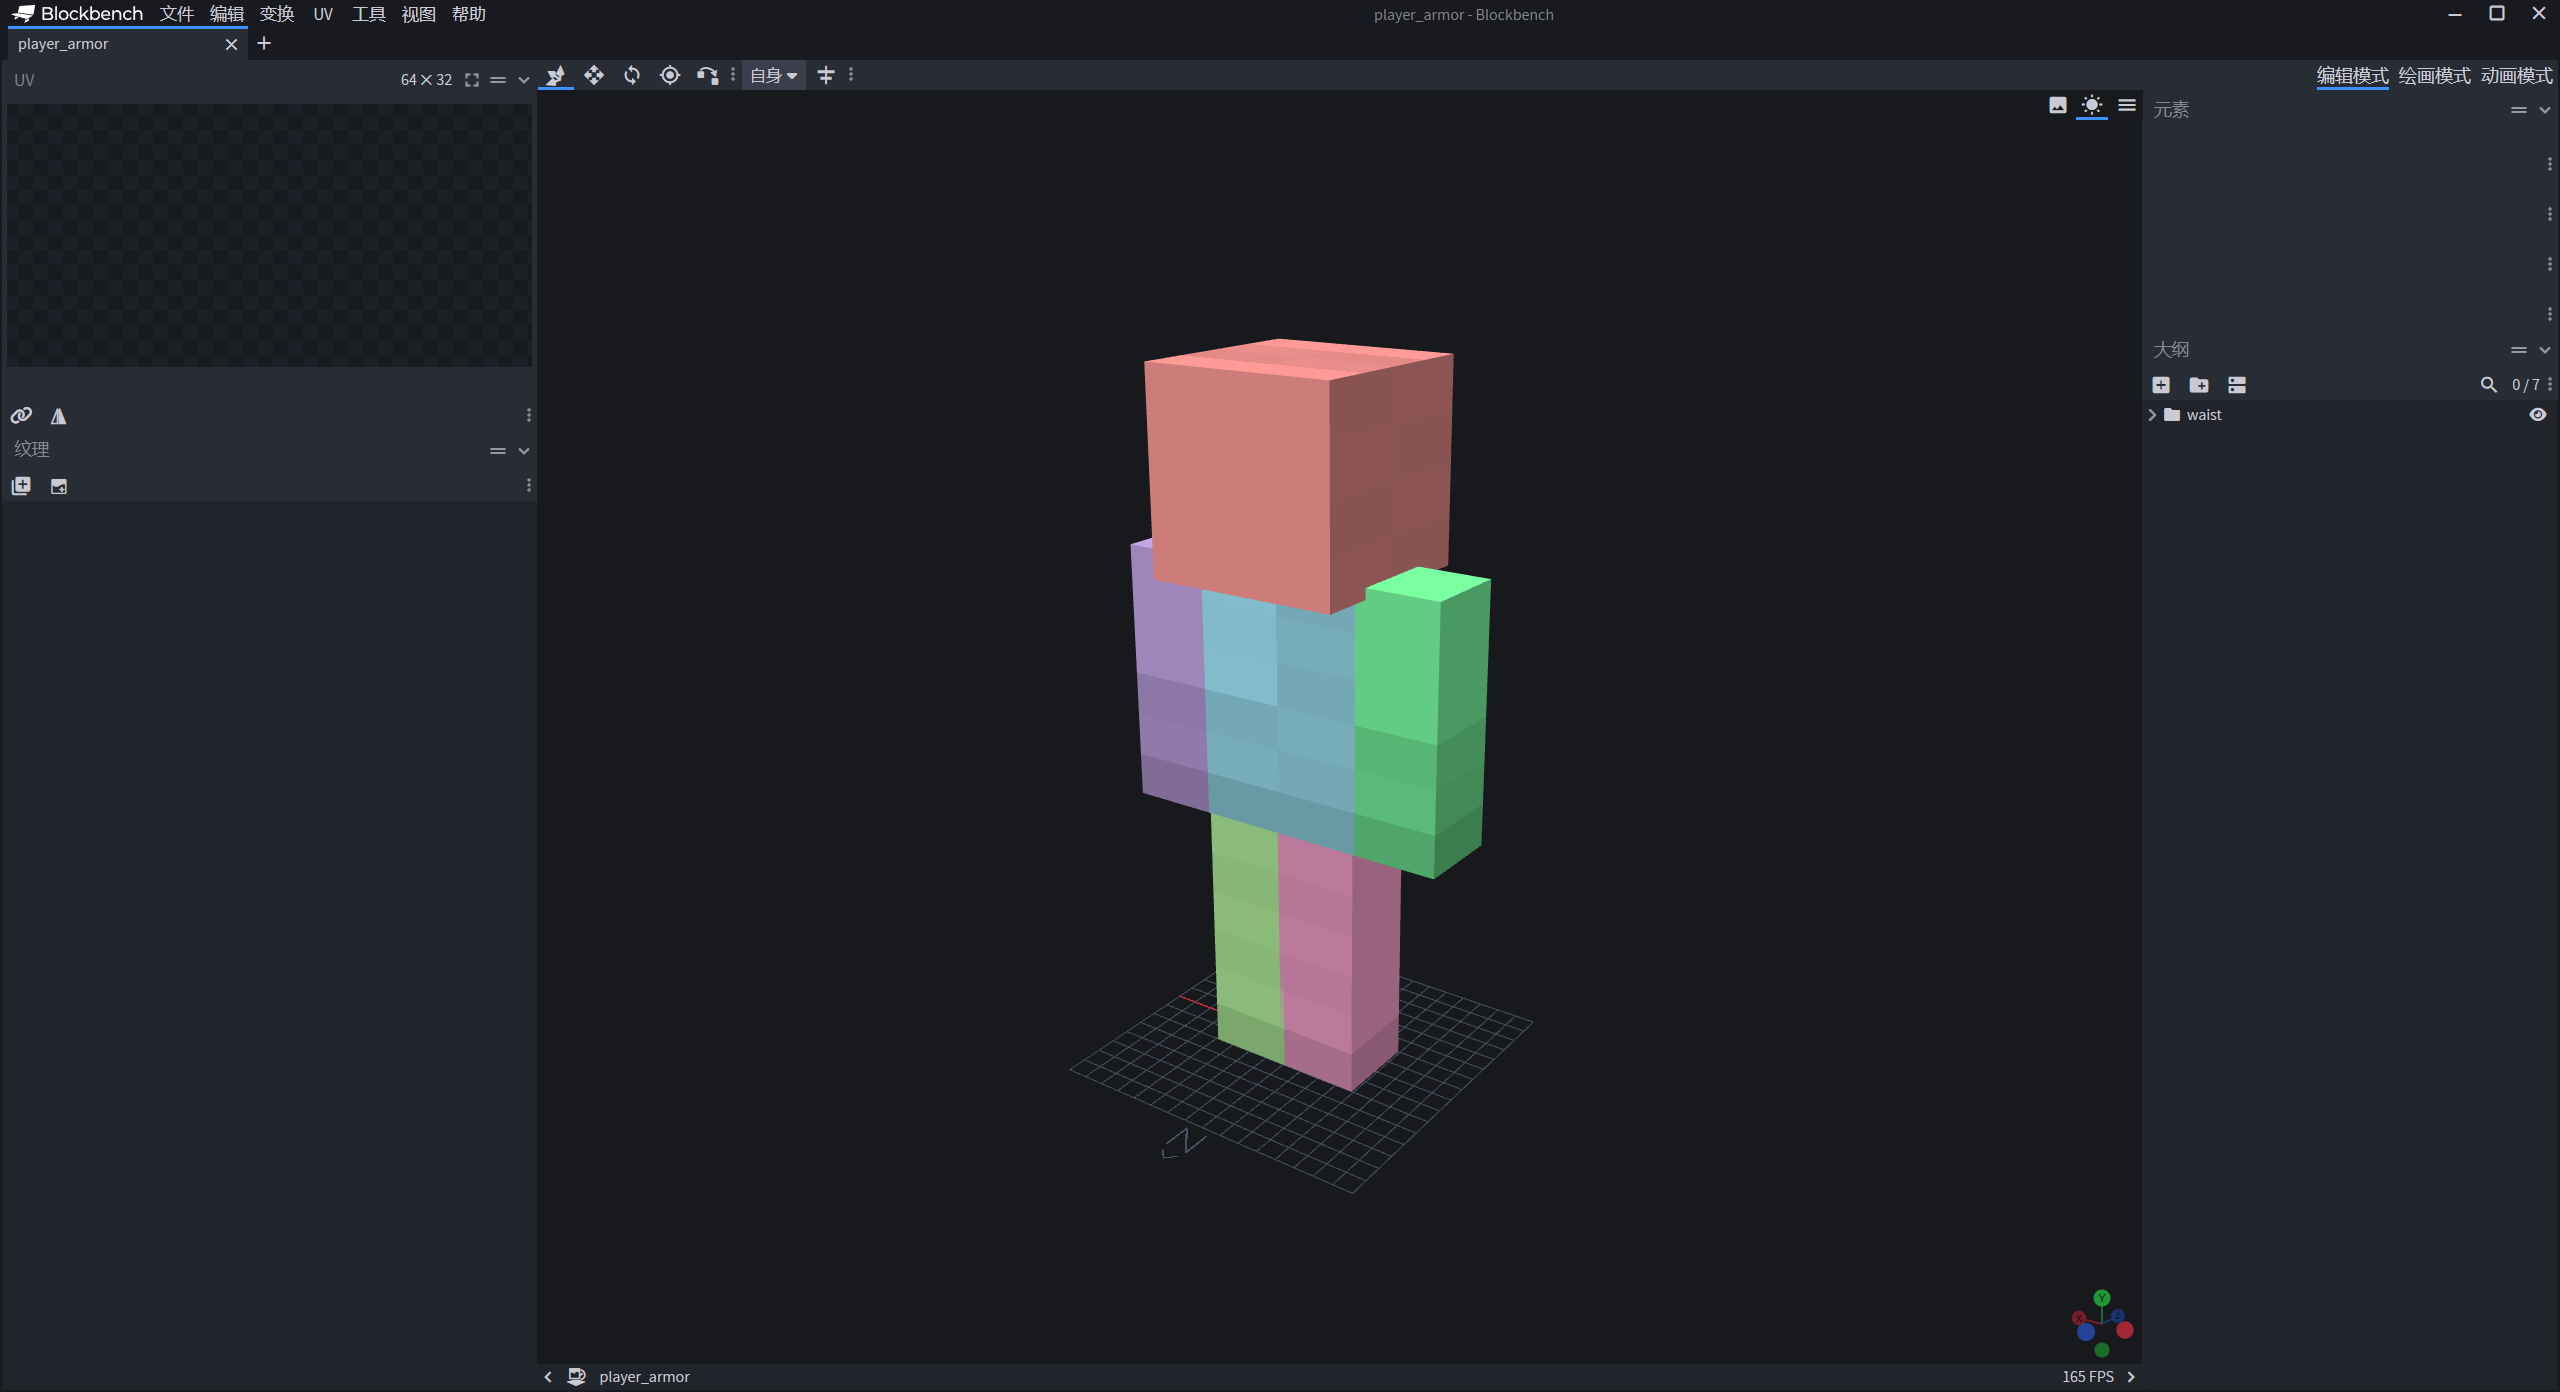 Blockbench 文件 编辑 变换 UV 工具 视图 帮助
player_armor - Blockbench
player_armor
UV
64 × 32
自身
编辑模式 绘画模式 动画模式
元素
大纲
0 / 7
waist
纹理
Y
X
Z
player_armor
165 FPS